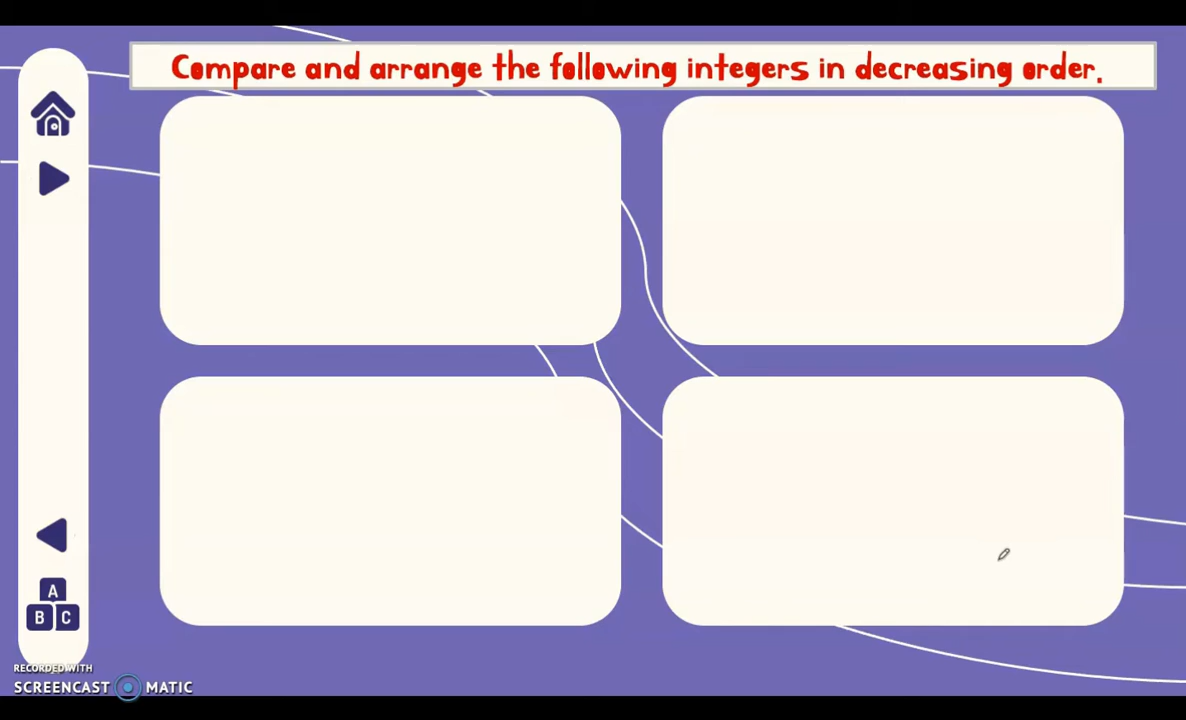 Compare and arrange the following integers in decreasing order.
A
B C
RECORDED WITH
SCREENCAST MATIC